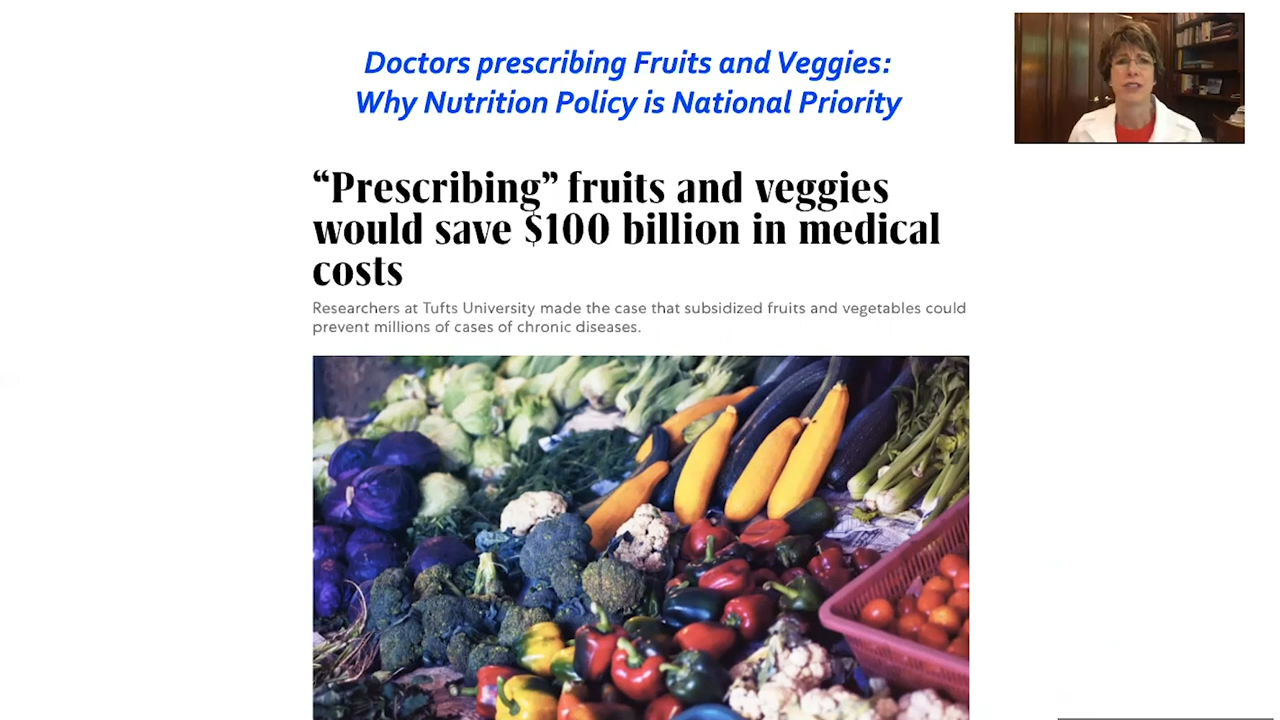 Doctors prescribing Fruits and Veggies:
Why Nutrition Policy is National Priority
“Prescribing” fruits and veggies
would save $100 billion in medical
costs
Researchers at Tufts University made the case that subsidized fruits and vegetables could
prevent millions of cases of chronic diseases.